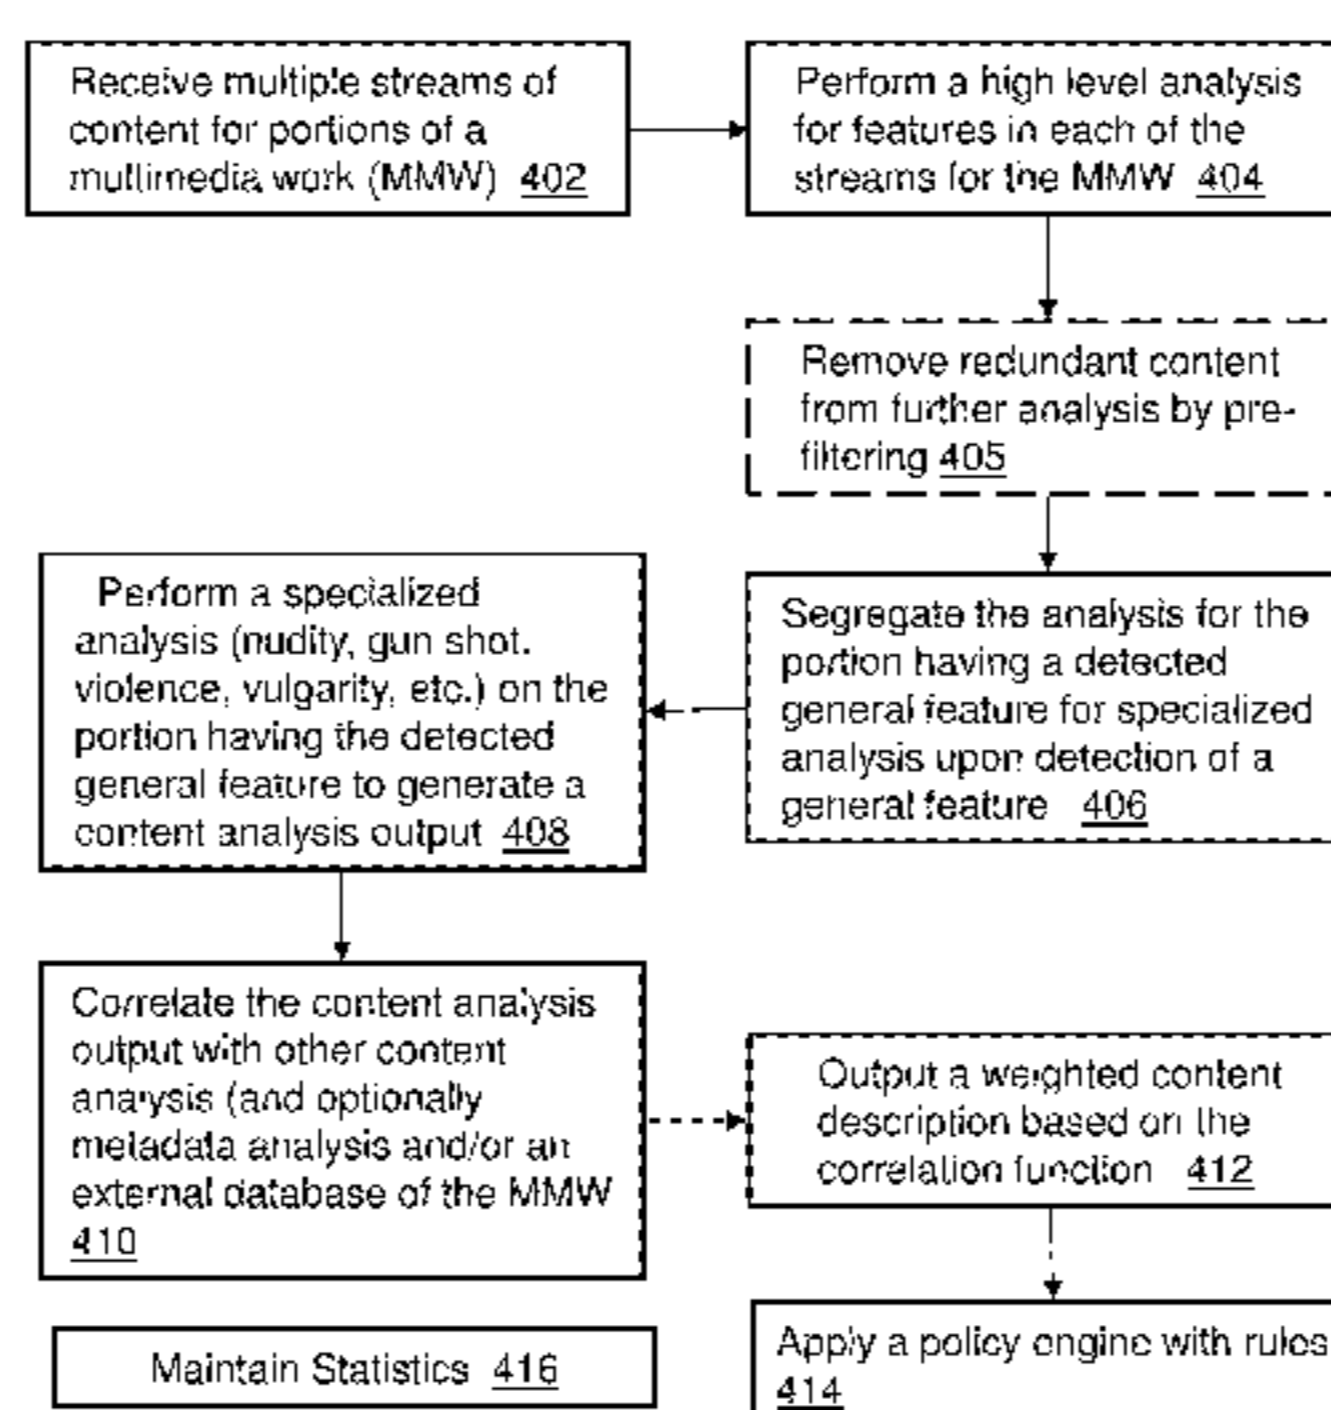 Receive multiple streams of
content for portions of a
multimedia work (MMW) 402
Perform a high level analysis
for features in each of the
streams for the MMW 404
Remove redundant content
from further analysis by pre-
filtering 405
Segregate the analysis for the
portion having a detected
general feature for specialized
analysis upon detection of a
general feature 406
Perform a specialized
analysis (nudity, gun shot.
violence, vulgarity, etc.) on the
portion having the detected
general feature to generate a
content analysis output 408
Correlate the content analysis
output with other content
analysis (and optionally
metadata analysis and/or an
external database of the MMW
410
Output a weighted content
description based on the
correlation function 412
Apply a policy engine with rules
414
Maintain Statistics 416